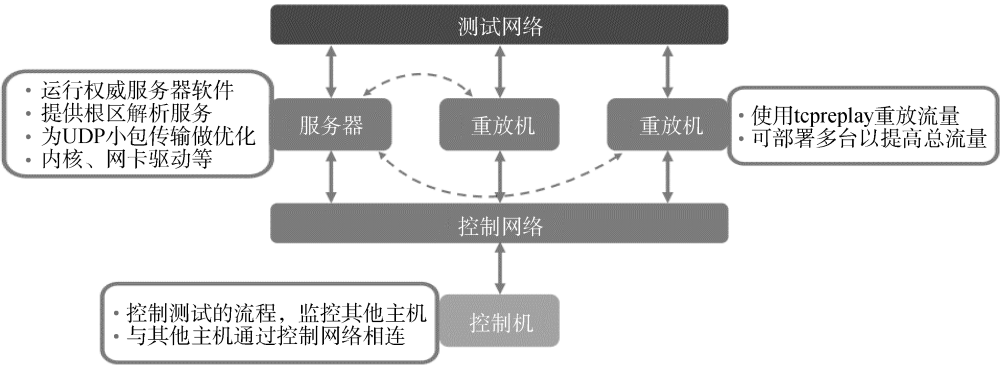 测试网络
• 运行权威服务器软件
• 提供根区解析服务
• 为UDP小包传输做优化
• 内核、网卡驱动等
服务器
重放机
重放机
• 使用tcpreplay重放流量
• 可部署多台以提高总流量
控制网络
• 控制测试的流程，监控其他主机
• 与其他主机通过控制网络相连
控制机